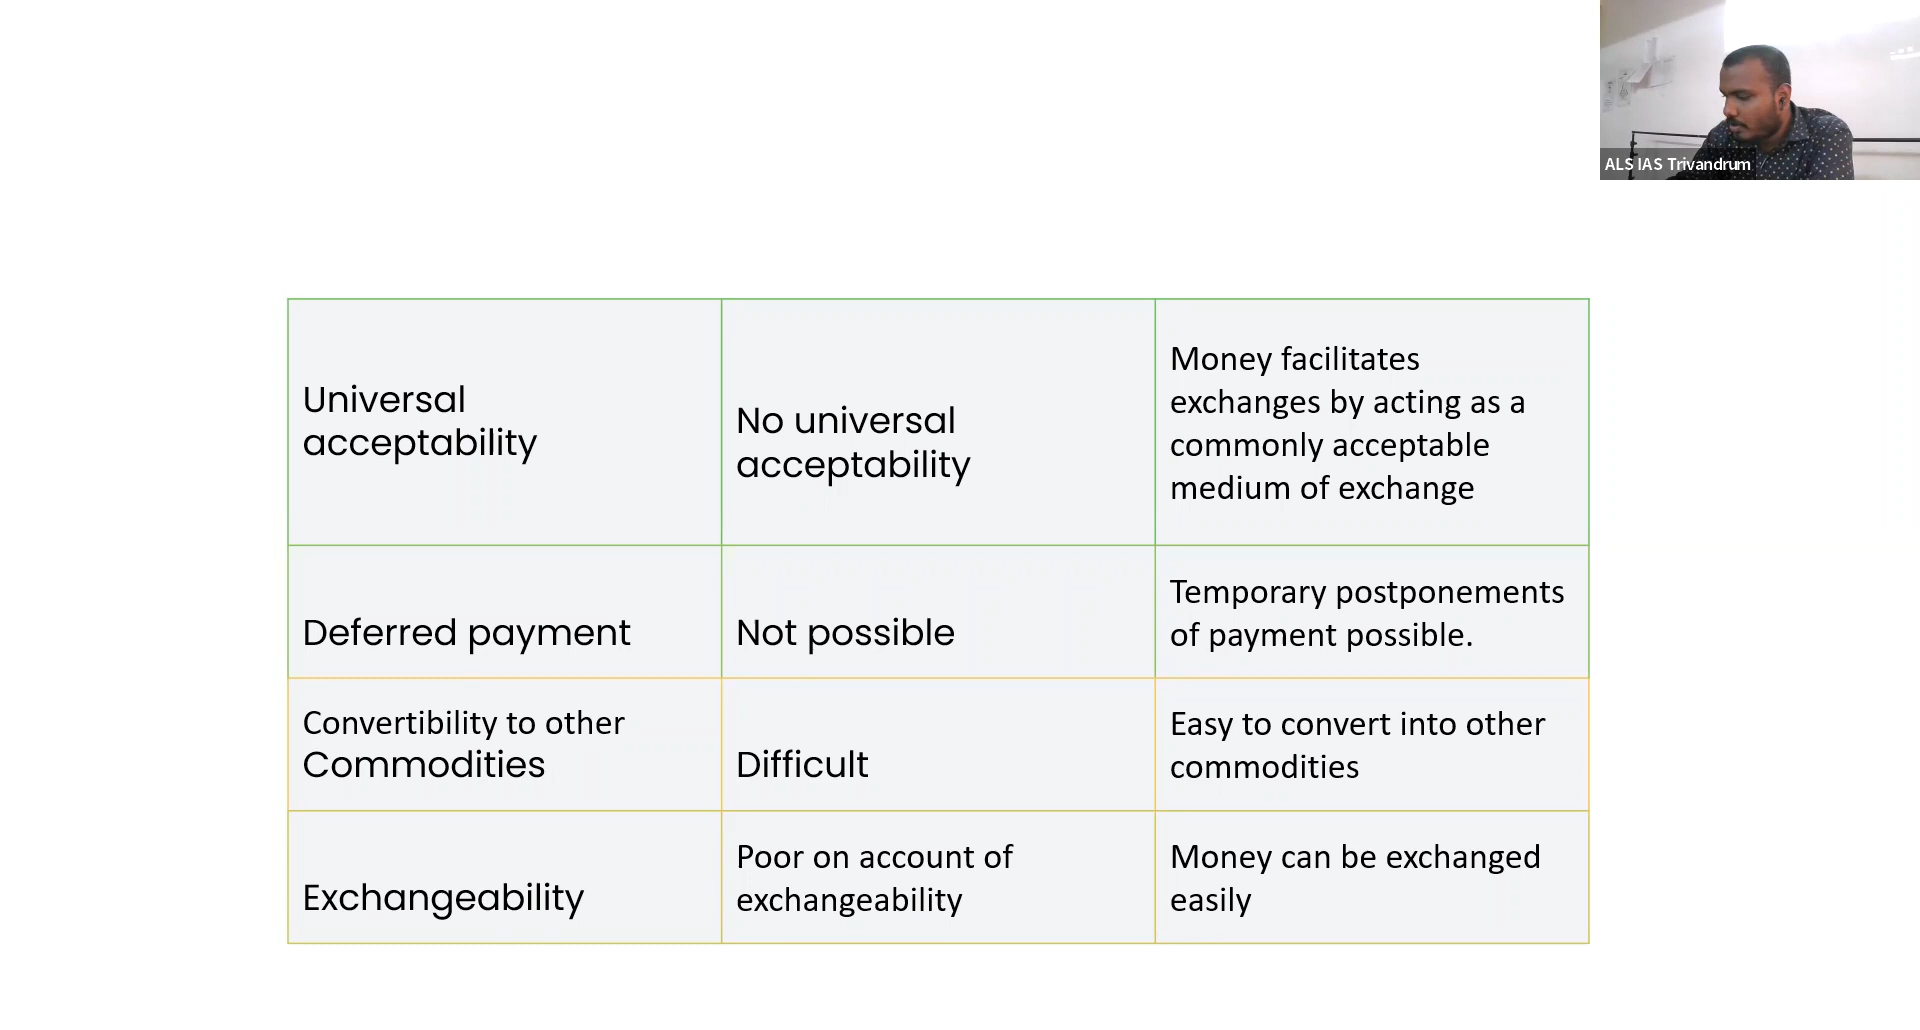 ALS IAS Trivandrum
Universal
acceptability
No universal
acceptability
Money facilitates
exchanges by acting as a
commonly acceptable
medium of exchange
Deferred payment
Not possible
Temporary postponements
of payment possible.
Convertibility to other
Commodities
Difficult
Easy to convert into other
commodities
Exchangeability
Poor on account of
exchangeability
Money can be exchanged
easily